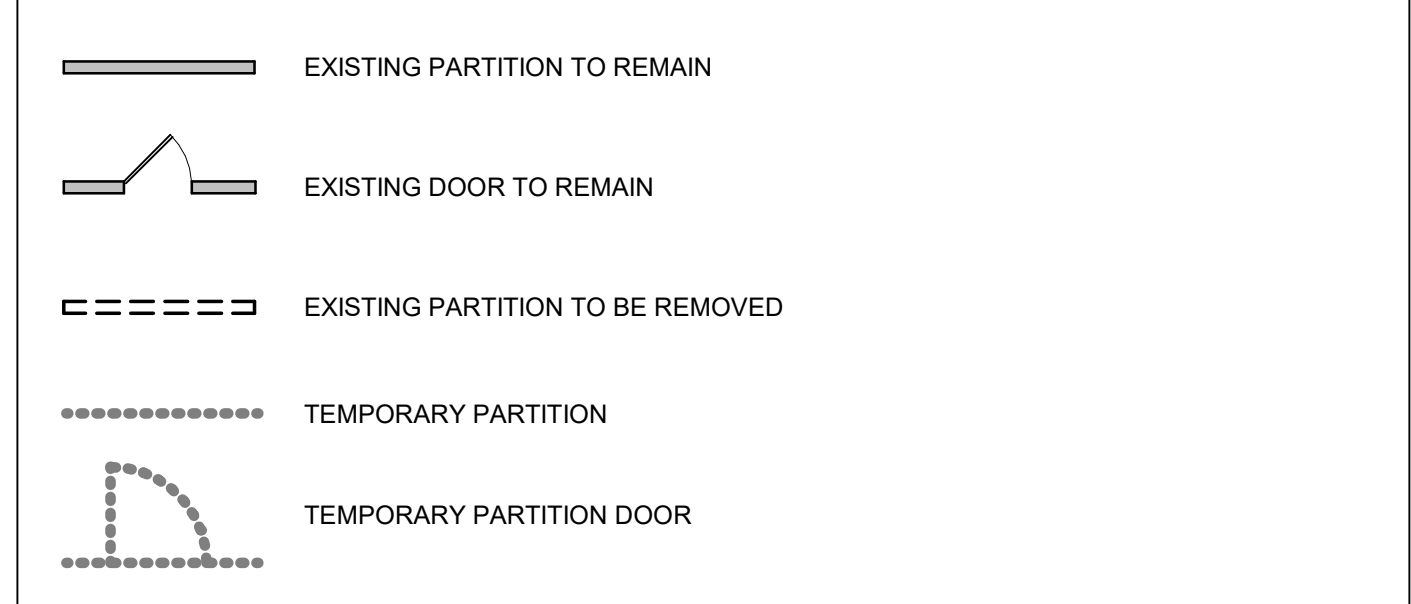 EXISTING PARTITION TO REMAIN
EXISTING DOOR TO REMAIN
EXISTING PARTITION TO BE REMOVED
TEMPORARY PARTITION
TEMPORARY PARTITION DOOR